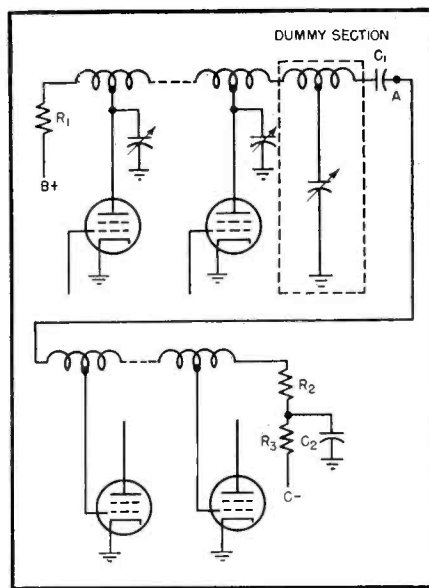 DUMMY SECTION
C1
A
R1
B+
R2
R3
C2
C-